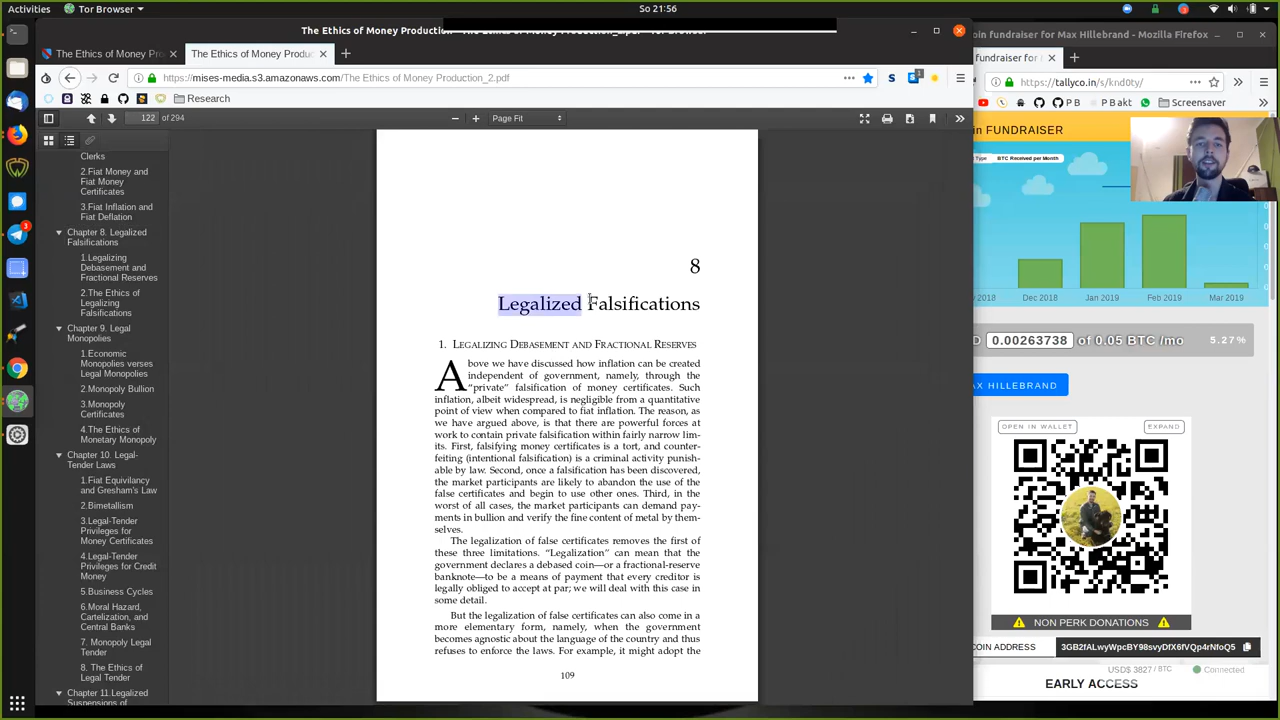 Activities
Tor Browser
So 21:56
The Ethics of Money Production
oin fundraiser for Max Hillebrand - Mozilla Firefox
The Ethics of Money Pro
The Ethics of Money Produc
fundraiser for
https://mises-media.s3.amazonaws.com/The Ethics of Money Production_2.pdf
https://tallyco.in/s/knd0ty/
Research
P B
P B akt
Screensaver
122 of 294
Page Fit
Clerks
2.Fiat Money and
Fiat Money
Certificates
3.Fiat Inflation and
Fiat Deflation
Chapter 8. Legalized
Falsifications
1.Legalizing
Debasement and
Fractional Reserves
2.The Ethics of
Legalizing
Falsifications
Chapter 9. Legal
Monopolies
1.Economic
Monopolies verses
Legal Monopolies
2.Monopoly Bullion
3.Monopoly
Certificates
4.The Ethics of
Monetary Monopoly
Chapter 10. Legal-
Tender Laws
1.Fiat Equivilancy
and Gresham's Law
2.Bimetallism
3.Legal-Tender
Privileges for
Money Certificates
4.Legal-Tender
Privileges for Credit
Money
5.Business Cycles
6.Moral Hazard,
Cartelization, and
Central Banks
7. Monopoly Legal
Tender
8. The Ethics of
Legal Tender
Chapter 11.Legalized
Suspensions of
8
Legalized Falsifications
1. LEGALIZING DEBASEMENT AND FRACTIONAL RESERVES
Above we have discussed how inflation can be created
independent of government, namely, through the
“private” falsification of money certificates. Such
inflation, albeit widespread, is negligible from a quantitative
point of view when compared to fiat inflation. The reason, as
we have argued above, is that there are powerful forces at
work to contain private falsification within fairly narrow lim-
its. First, falsifying money certificates is a tort, and counter-
feiting (intentional falsification) is a criminal activity punish-
able by law. Second, once a falsification has been discovered,
the market participants are likely to abandon the use of the
false certificates and begin to use other ones. Third, in the
worst of all cases, the market participants can demand pay-
ments in bullion and verify the fine content of metal by them-
selves.
The legalization of false certificates removes the first of
these three limitations. “Legalization” can mean that the
government declares a debased coin—or a fractional-reserve
banknote—to be a means of payment that every creditor is
legally obliged to accept at par; we will deal with this case in
some detail.
But the legalization of false certificates can also come in a
more elementary form, namely, when the government
becomes agnostic about the language of the country and thus
refuses to enforce the laws. For example, it might adopt the
109
in FUNDRAISER
Type
BTC Received per Month
2018 Dec 2018 Jan 2019 Feb 2019 Mar 2019
D 0.00263738 of 0.05 BTC /mo 5.27%
AX HILLEBRAND
OPEN IN WALLET
EXPAND
NON PERK DONATIONS
COIN ADDRESS
3GB2fALwyWpcBY98svyDfX6fVQp4rNfoQ5
USD$ 3827 / BTC
Connected
EARLY ACCESS